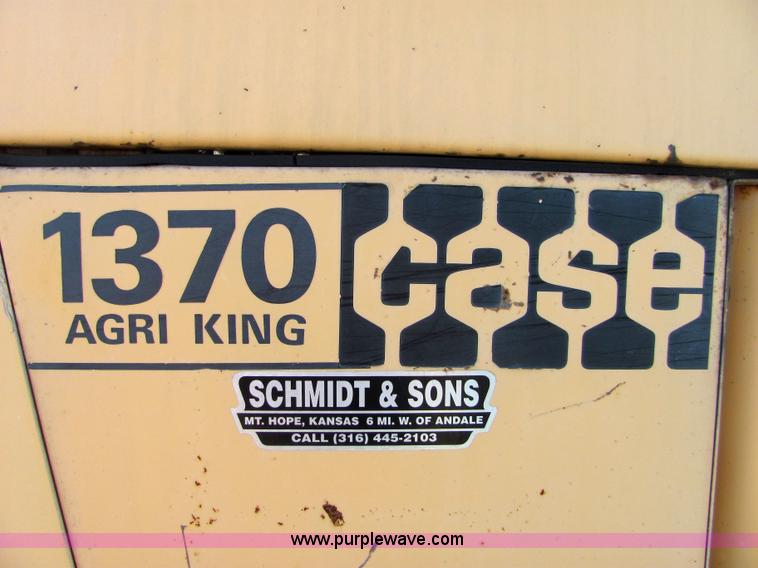 1370
AGRI KING
case
SCHMIDT & SONS
MT. HOPE, KANSAS 6 MI. W. OF ANDALE
CALL (316) 445-2103
www.purplewave.com